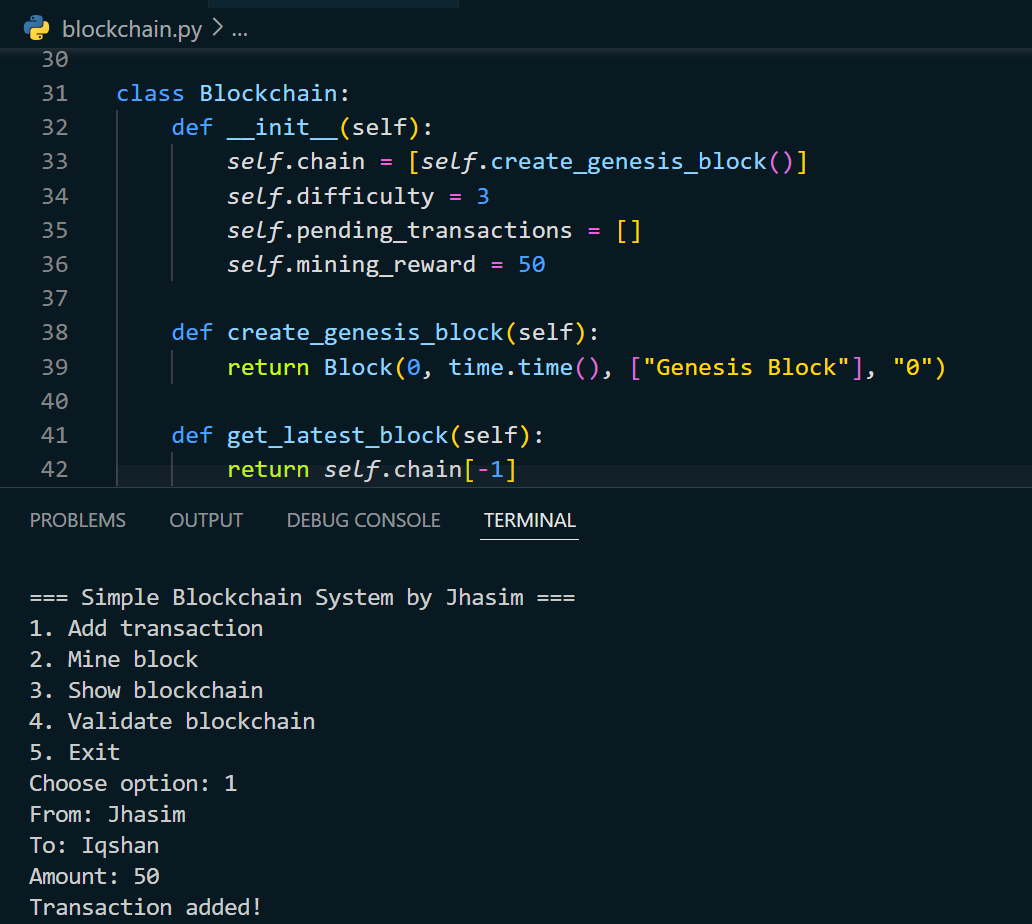 blockchain.py > ...
30
31 class Blockchain:
32 def __init__(self):
33 self.chain = [self.create_genesis_block()]
34 self.difficulty = 3
35 self.pending_transactions = []
36 self.mining_reward = 50
37
38 def create_genesis_block(self):
39 return Block(0, time.time(), ["Genesis Block"], "0")
40
41 def get_latest_block(self):
42 return self.chain[-1]
PROBLEMS OUTPUT DEBUG CONSOLE TERMINAL
=== Simple Blockchain System by Jhasim ===
1. Add transaction
2. Mine block
3. Show blockchain
4. Validate blockchain
5. Exit
Choose option: 1
From: Jhasim
To: Iqshan
Amount: 50
Transaction added!